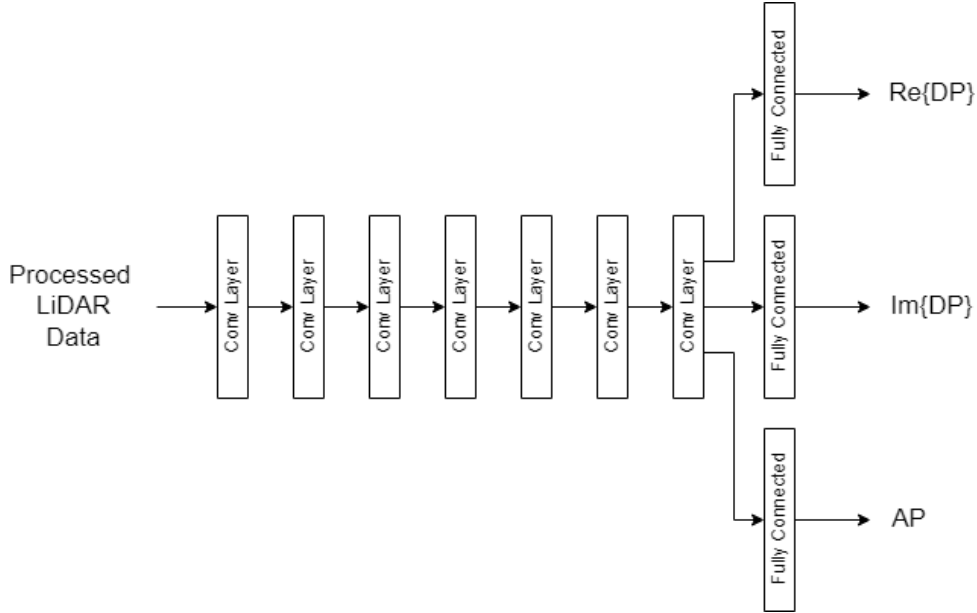 Processed
LiDAR
Data
Conv Layer
Conv Layer
Conv Layer
Conv Layer
Conv Layer
Conv Layer
Conv Layer
Fully Connected
Re{DP}
Fully Connected
Im{DP}
Fully Connected
AP